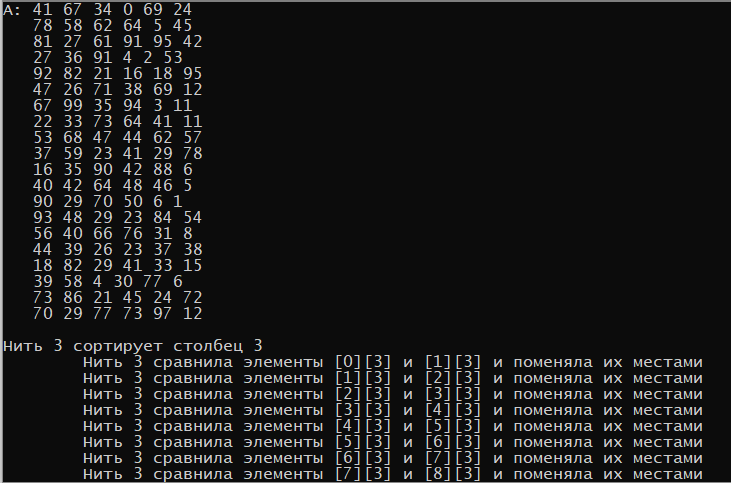 A: 41 67 34 0 69 24
78 58 62 64 5 45
81 27 61 91 95 42
27 36 91 4 2 53
92 82 21 16 18 95
47 26 71 38 69 12
67 99 35 94 3 11
22 33 73 64 41 11
53 68 47 44 62 57
37 59 23 41 29 78
16 35 90 42 88 6
40 42 64 48 46 5
90 29 70 50 6 1
93 48 29 23 84 54
56 40 66 76 31 8
44 39 26 23 37 38
18 82 29 41 33 15
39 58 4 30 77 6
73 86 21 45 24 72
70 29 77 73 97 12
Нить 3 сортирует столбец 3
Нить 3 сравнила элементы [0][3] и [1][3] и поменяла их местами
Нить 3 сравнила элементы [1][3] и [2][3] и поменяла их местами
Нить 3 сравнила элементы [2][3] и [3][3] и поменяла их местами
Нить 3 сравнила элементы [3][3] и [4][3] и поменяла их местами
Нить 3 сравнила элементы [4][3] и [5][3] и поменяла их местами
Нить 3 сравнила элементы [5][3] и [6][3] и поменяла их местами
Нить 3 сравнила элементы [6][3] и [7][3] и поменяла их местами
Нить 3 сравнила элементы [7][3] и [8][3] и поменяла их местами